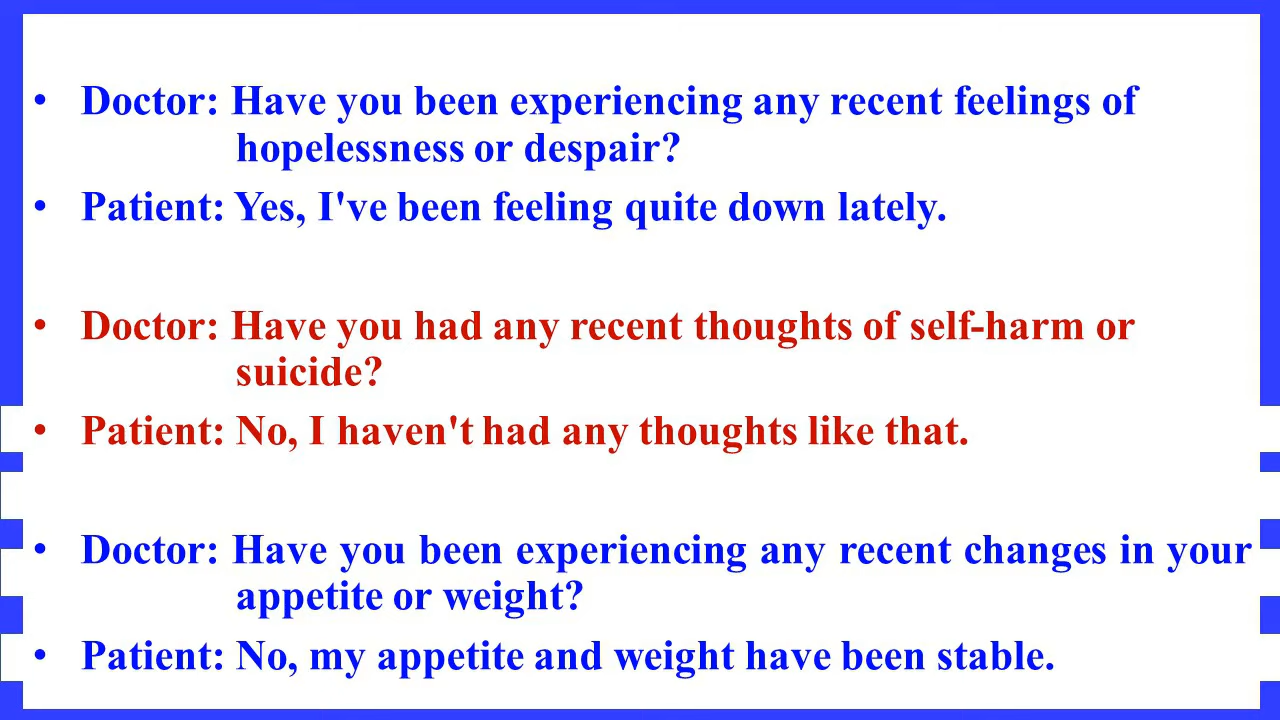 • Doctor: Have you been experiencing any recent feelings of
hopelessness or despair?
• Patient: Yes, I've been feeling quite down lately.
• Doctor: Have you had any recent thoughts of self-harm or
suicide?
• Patient: No, I haven't had any thoughts like that.
• Doctor: Have you been experiencing any recent changes in your
appetite or weight?
• Patient: No, my appetite and weight have been stable.